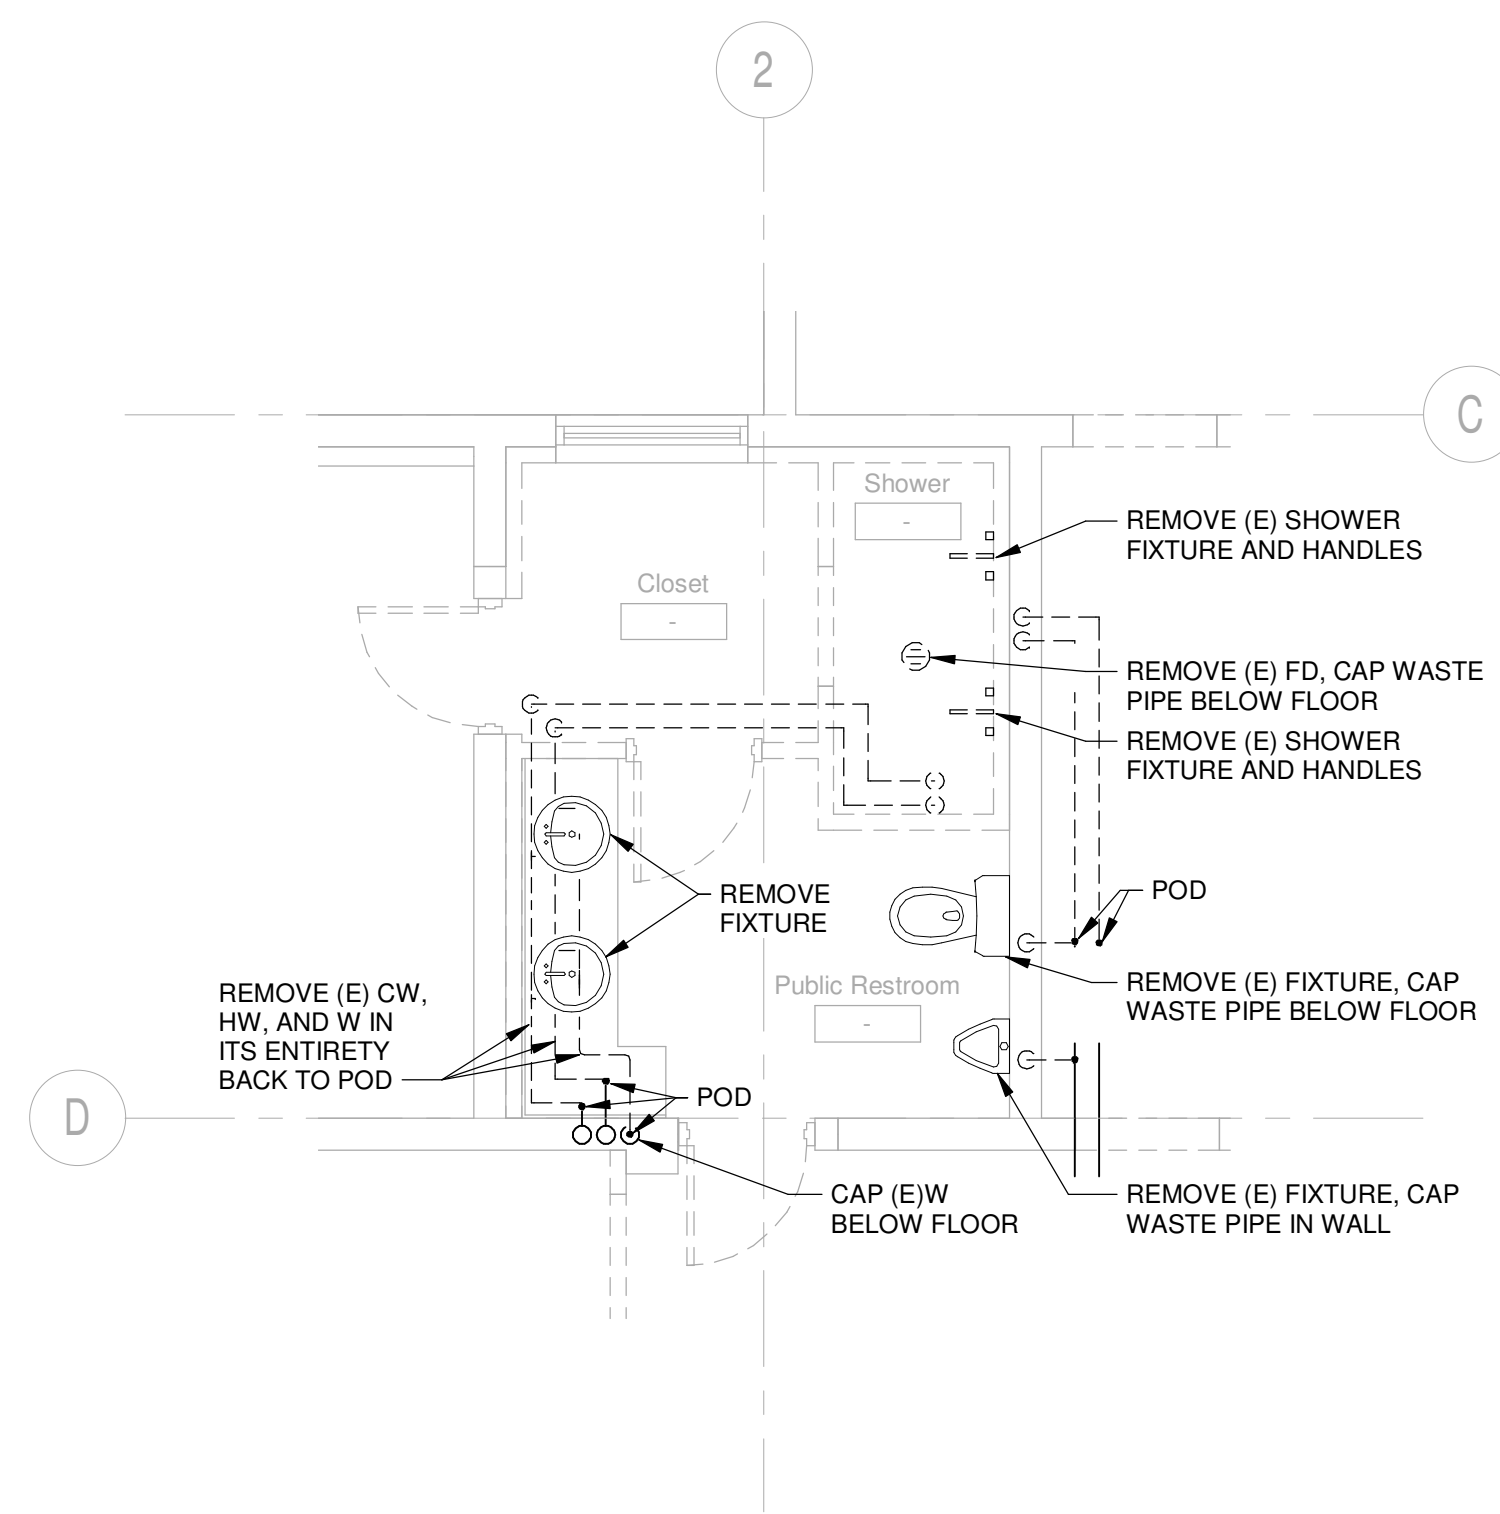 2
C
Shower
-
REMOVE (E) SHOWER
FIXTURE AND HANDLES
Closet
-
REMOVE (E) FD, CAP WASTE
PIPE BELOW FLOOR
REMOVE (E) SHOWER
FIXTURE AND HANDLES
REMOVE
FIXTURE
POD
REMOVE (E) FIXTURE, CAP
WASTE PIPE BELOW FLOOR
Public Restroom
-
REMOVE (E) CW,
HW, AND W IN
ITS ENTIRETY
BACK TO POD
POD
D
CAP (E)W
BELOW FLOOR
REMOVE (E) FIXTURE, CAP
WASTE PIPE IN WALL